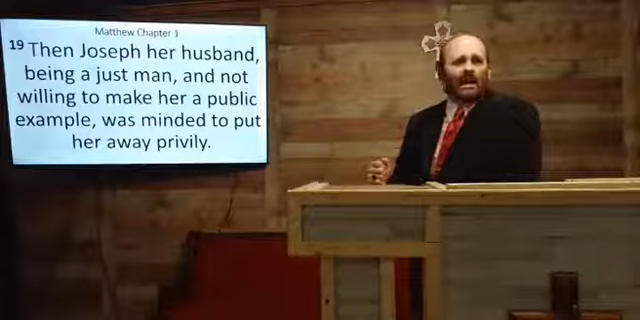 Matthew Chapter 1
19 Then Joseph her husband,
being a just man, and not
willing to make her a public
example, was minded to put
her away privily.